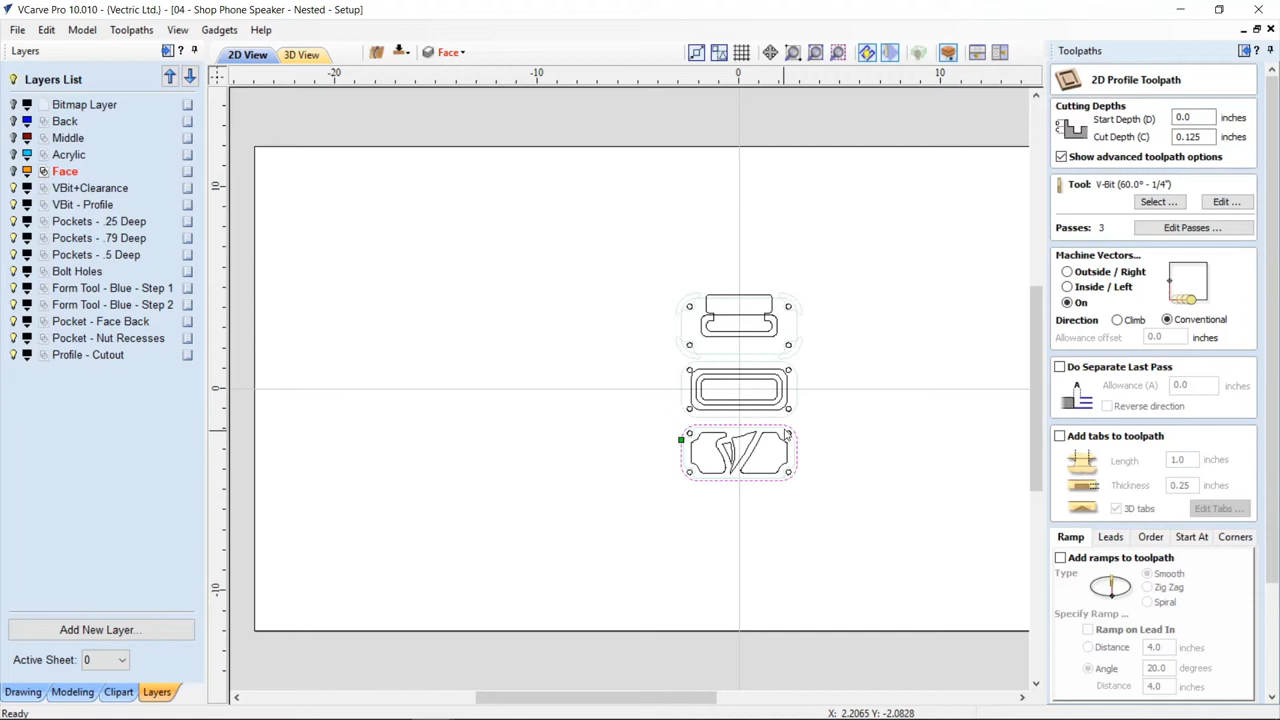 VCarve Pro 10.010 - {Vectric Ltd.} - [04 - Shop Phone Speaker - Nested - Setup]
File Edit Model Toolpaths View Gadgets Help
Layers
2D View 3D View Face
Toolpaths
-20 -10 0 10
Layers List
Bitmap Layer
Back
Middle
Acrylic
Face
VBit+Clearance
VBit - Profile
Pockets - .25 Deep
Pockets - .79 Deep
Pockets - .5 Deep
Bolt Holes
Form Tool - Blue - Step 1
Form Tool - Blue - Step 2
Pocket - Face Back
Pocket - Nut Recesses
Profile - Cutout
Add New Layer...
Active Sheet: 0
Drawing Modeling Clipart Layers
10
0
-10
2D Profile Toolpath
Cutting Depths
Start Depth (D) 0.0 inches
Cut Depth (C) 0.125 inches
Show advanced toolpath options
Tool: V-Bit (60.0° - 1/4")
Select ... Edit ...
Passes: 3 Edit Passes ...
Machine Vectors...
Outside / Right
Inside / Left
On
Direction Climb Conventional
Allowance offset 0.0 inches
Do Separate Last Pass
A Allowance (A) 0.0 inches
Reverse direction
Add tabs to toolpath
Length 1.0 inches
Thickness 0.25 inches
3D tabs Edit Tabs ...
Ramp Leads Order Start At Corners
Add ramps to toolpath
Type Smooth
Zig Zag
Spiral
Specify Ramp ...
Ramp on Lead In
Distance 4.0 inches
Angle 20.0 degrees
Distance 4.0 inches
Ready X: 2.2065 Y: -2.0828